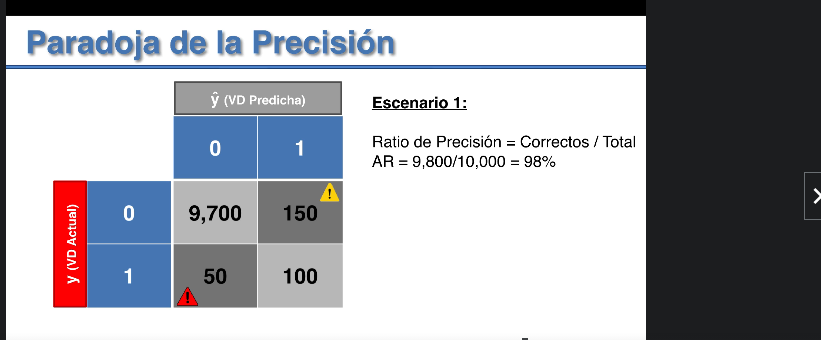 Paradoja de la Precisión
ŷ (VD Predicha)
0 1
y (VD Actual)
0 9,700 150
1 50 100
Escenario 1:
Ratio de Precisión = Correctos / Total
AR = 9,800/10,000 = 98%